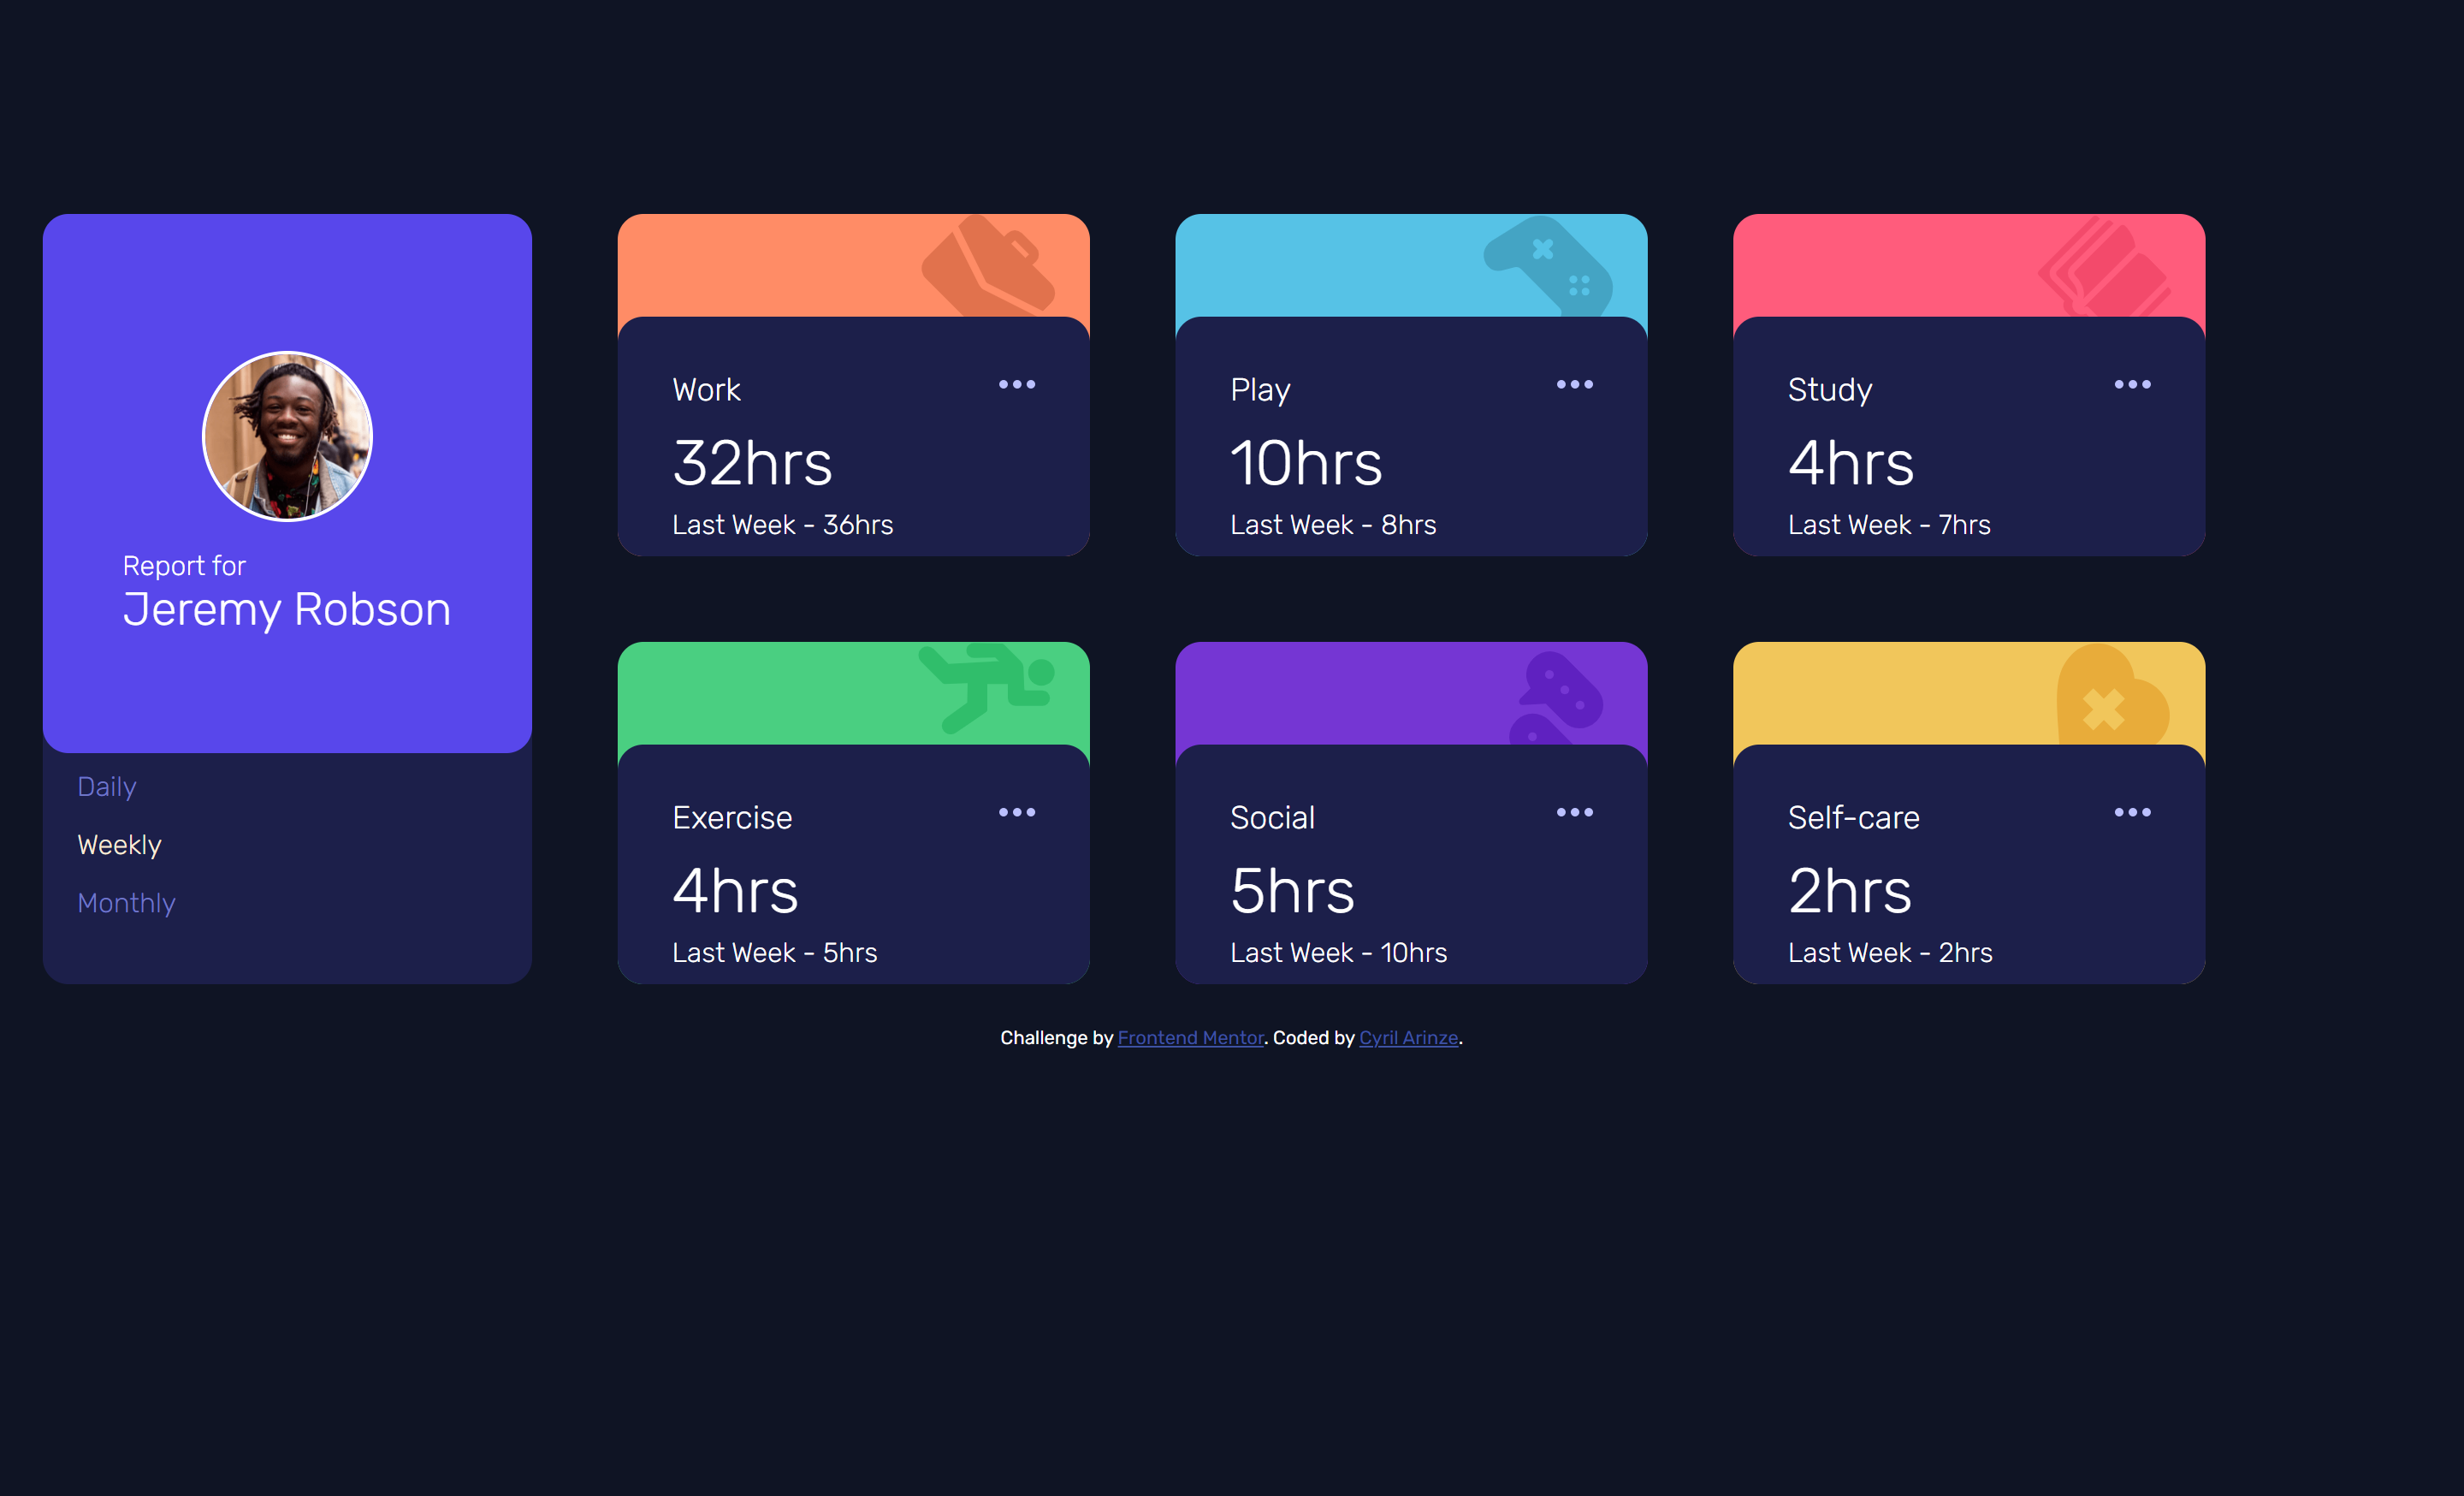 Report for
Jeremy Robson
Daily
Weekly
Monthly
Work
32hrs
Last Week - 36hrs
Play
10hrs
Last Week - 8hrs
Study
4hrs
Last Week - 7hrs
Exercise
4hrs
Last Week - 5hrs
Social
5hrs
Last Week - 10hrs
Self-care
2hrs
Last Week - 2hrs
Challenge by Frontend Mentor. Coded by Cyril Arinze.